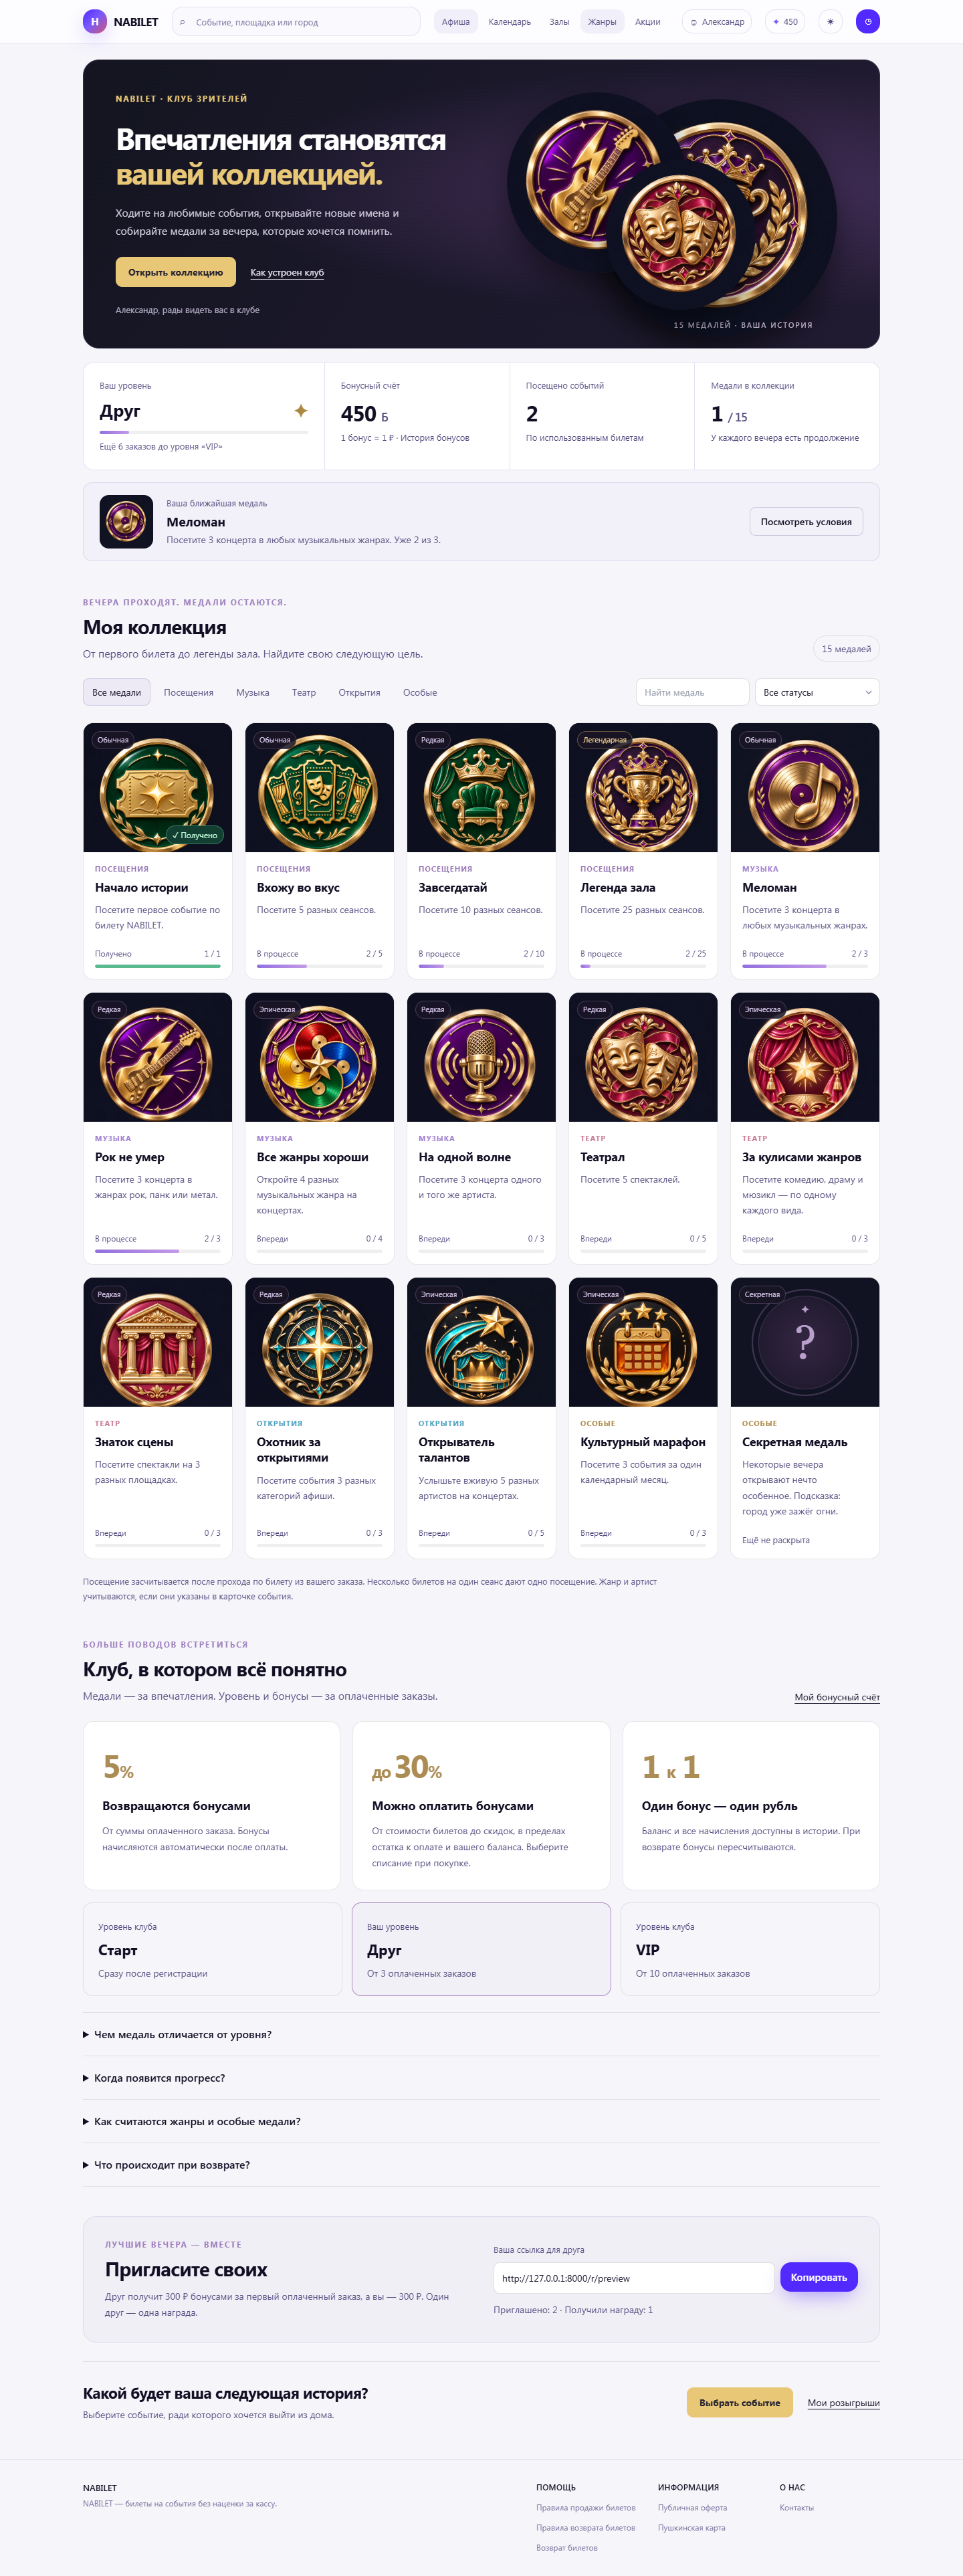 Н NABILET
Событие, площадка или город
Афиша Календарь Залы Жанры Акции
Александр
450
NABILET · КЛУБ ЗРИТЕЛЕЙ
Впечатления становятся
вашей коллекцией.
Ходите на любимые события, открывайте новые имена и
собирайте медали за вечера, которые хочется помнить.
Открыть коллекцию Как устроен клуб
Александр, рады видеть вас в клубе
15 МЕДАЛЕЙ · ВАША ИСТОРИЯ
Ваш уровень
Друг
Ещё 6 заказов до уровня «VIP»
Бонусный счёт
450 Б
1 бонус = 1 ₽ · История бонусов
Посещено событий
2
По использованным билетам
Медали в коллекции
1 / 15
У каждого вечера есть продолжение
Ваша ближайшая медаль
Меломан
Посетите 3 концерта в любых музыкальных жанрах. Уже 2 из 3.
Посмотреть условия
ВЕЧЕРА ПРОХОДЯТ. МЕДАЛИ ОСТАЮТСЯ.
Моя коллекция
От первого билета до легенды зала. Найдите свою следующую цель.
15 медалей
Все медали Посещения Музыка Театр Открытия Особые
Найти медаль
Все статусы
Обычная
✓ Получено
ПОСЕЩЕНИЯ
Начало истории
Посетите первое событие по
билету NABILET.
Получено 1 / 1
Обычная
ПОСЕЩЕНИЯ
Вхожу во вкус
Посетите 5 разных сеансов.
В процессе 2 / 5
Редкая
ПОСЕЩЕНИЯ
Завсегдатай
Посетите 10 разных сеансов.
В процессе 2 / 10
Легендарная
ПОСЕЩЕНИЯ
Легенда зала
Посетите 25 разных сеансов.
В процессе 2 / 25
Обычная
МУЗЫКА
Меломан
Посетите 3 концерта в
любых музыкальных жанрах.
В процессе 2 / 3
Редкая
МУЗЫКА
Рок не умер
Посетите 3 концерта в
жанрах рок, панк или метал.
В процессе 2 / 3
Эпическая
МУЗЫКА
Все жанры хороши
Откройте 4 разных
музыкальных жанра на
концертах.
Впереди 0 / 4
Редкая
МУЗЫКА
На одной волне
Посетите 3 концерта одного
и того же артиста.
Впереди 0 / 3
Редкая
ТЕАТР
Театрал
Посетите 5 спектаклей.
Впереди 0 / 5
Эпическая
ТЕАТР
За кулисами жанров
Посетите комедию, драму и
мюзикл — по одному
каждого вида.
Впереди 0 / 3
Редкая
ТЕАТР
Знаток сцены
Посетите спектакли на 3
разных площадках.
Впереди 0 / 3
Редкая
ОТКРЫТИЯ
Охотник за
открытиями
Посетите события 3 разных
категорий афиши.
Впереди 0 / 3
Эпическая
ОТКРЫТИЯ
Открыватель
талантов
Услышьте вживую 5 разных
артистов на концертах.
Впереди 0 / 5
Эпическая
ОСОБЫЕ
Культурный марафон
Посетите 3 события за один
календарный месяц.
Впереди 0 / 3
Секретная
?
ОСОБЫЕ
Секретная медаль
Некоторые вечера
открывают нечто
особенное. Подсказка:
город уже зажёг огни.
Ещё не раскрыта
Посещение засчитывается после прохода по билету из вашего заказа. Несколько билетов на один сеанс дают одно посещение. Жанр и артист
учитываются, если они указаны в карточке события.
БОЛЬШЕ ПОВОДОВ ВСТРЕТИТЬСЯ
Клуб, в котором всё понятно
Медали — за впечатления. Уровень и бонусы — за оплаченные заказы.
Мой бонусный счёт
5%
Возвращаются бонусами
От суммы оплаченного заказа. Бонусы
начисляются автоматически после оплаты.
до 30%
Можно оплатить бонусами
От стоимости билетов до скидок, в пределах
остатка к оплате и вашего баланса. Выберите
списание при покупке.
1 к 1
Один бонус — один рубль
Баланс и все начисления доступны в истории. При
возврате бонусы пересчитываются.
Уровень клуба
Старт
Сразу после регистрации
Ваш уровень
Друг
От 3 оплаченных заказов
Уровень клуба
VIP
От 10 оплаченных заказов
Чем медаль отличается от уровня?
Когда появится прогресс?
Как считаются жанры и особые медали?
Что происходит при возврате?
ЛУЧШИЕ ВЕЧЕРА — ВМЕСТЕ
Пригласите своих
Друг получит 300 ₽ бонусами за первый оплаченный заказ, а вы — 300 ₽. Один
друг — одна награда.
Ваша ссылка для друга
http://127.0.0.1:8000/r/preview
Копировать
Приглашено: 2 · Получили награду: 1
Какой будет ваша следующая история?
Выберите событие, ради которого хочется выйти из дома.
Выбрать событие Мои розыгрыши
NABILET
NABILET — билеты на события без наценки за кассу.
ПОМОЩЬ
Правила продажи билетов
Правила возврата билетов
Возврат билетов
ИНФОРМАЦИЯ
Публичная оферта
Пушкинская карта
О НАС
Контакты